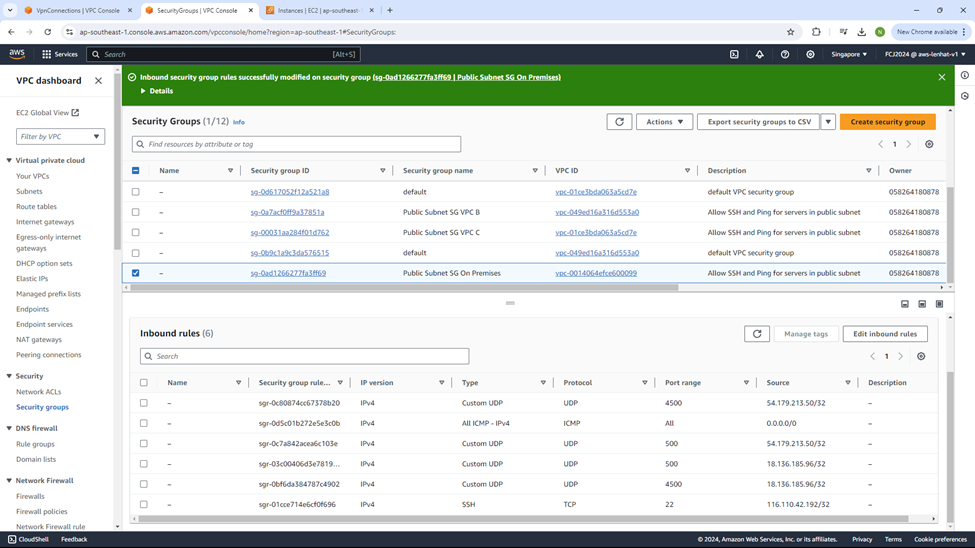 VpnConnections | VPC Console
SecurityGroups | VPC Console
Instances | EC2 | ap-southeast-
ap-southeast-1.console.aws.amazon.com/vpcconsole/home?region=ap-southeast-1#SecurityGroups:
N
New Chrome available
aws
Services
Search
[Alt+S]
Singapore
FCJ2024 @ aws-lenhat-v1
VPC dashboard
EC2 Global View
Filter by VPC
Virtual private cloud
Your VPCs
Subnets
Route tables
Internet gateways
Egress-only internet
gateways
DHCP option sets
Elastic IPs
Managed prefix lists
Endpoints
Endpoint services
NAT gateways
Peering connections
Security
Network ACLs
Security groups
DNS firewall
Rule groups
Domain lists
Network Firewall
Firewalls
Firewall policies
Network Firewall rule
Inbound security group rules successfully modified on security group (sg-0ad1266277fa3ff69 | Public Subnet SG On Premises)
Details
Security Groups (1/12) Info
Actions
Export security groups to CSV
Create security group
Find resources by attribute or tag
1
Name Security group ID Security group name VPC ID Description Owner
– sg-0d617052f12a521a8 default vpc-01ce3bda063a5cd7e default VPC security group 058264180878
– sg-0a7acf0ff9a37851a Public Subnet SG VPC B vpc-049ed16a316d553a0 Allow SSH and Ping for servers in public subnet 058264180878
– sg-00031aa284f01d762 Public Subnet SG VPC C vpc-01ce3bda063a5cd7e Allow SSH and Ping for servers in public subnet 058264180878
– sg-0b9c1a9c3da576515 default vpc-049ed16a316d553a0 default VPC security group 058264180878
– sg-0ad1266277fa3ff69 Public Subnet SG On Premises vpc-0014064efce600099 Allow SSH and Ping for servers in public subnet 058264180878
Inbound rules (6)
Manage tags
Edit inbound rules
Search
1
Name Security group rule... IP version Type Protocol Port range Source Description
– sgr-0c80874cc67378b20 IPv4 Custom UDP UDP 4500 54.179.213.50/32 –
– sgr-0d5c01b272e5e3c0b IPv4 All ICMP - IPv4 ICMP All 0.0.0.0/0 –
– sgr-0c7a842acea6c103e IPv4 Custom UDP UDP 500 54.179.213.50/32 –
– sgr-03c00406d3e7819... IPv4 Custom UDP UDP 500 18.136.185.96/32 –
– sgr-0bf6da384787c4902 IPv4 Custom UDP UDP 4500 18.136.185.96/32 –
– sgr-01cce714e6cf0f696 IPv4 SSH TCP 22 116.110.42.192/32 –
CloudShell
Feedback
© 2024, Amazon Web Services, Inc. or its affiliates.
Privacy
Terms
Cookie preferences